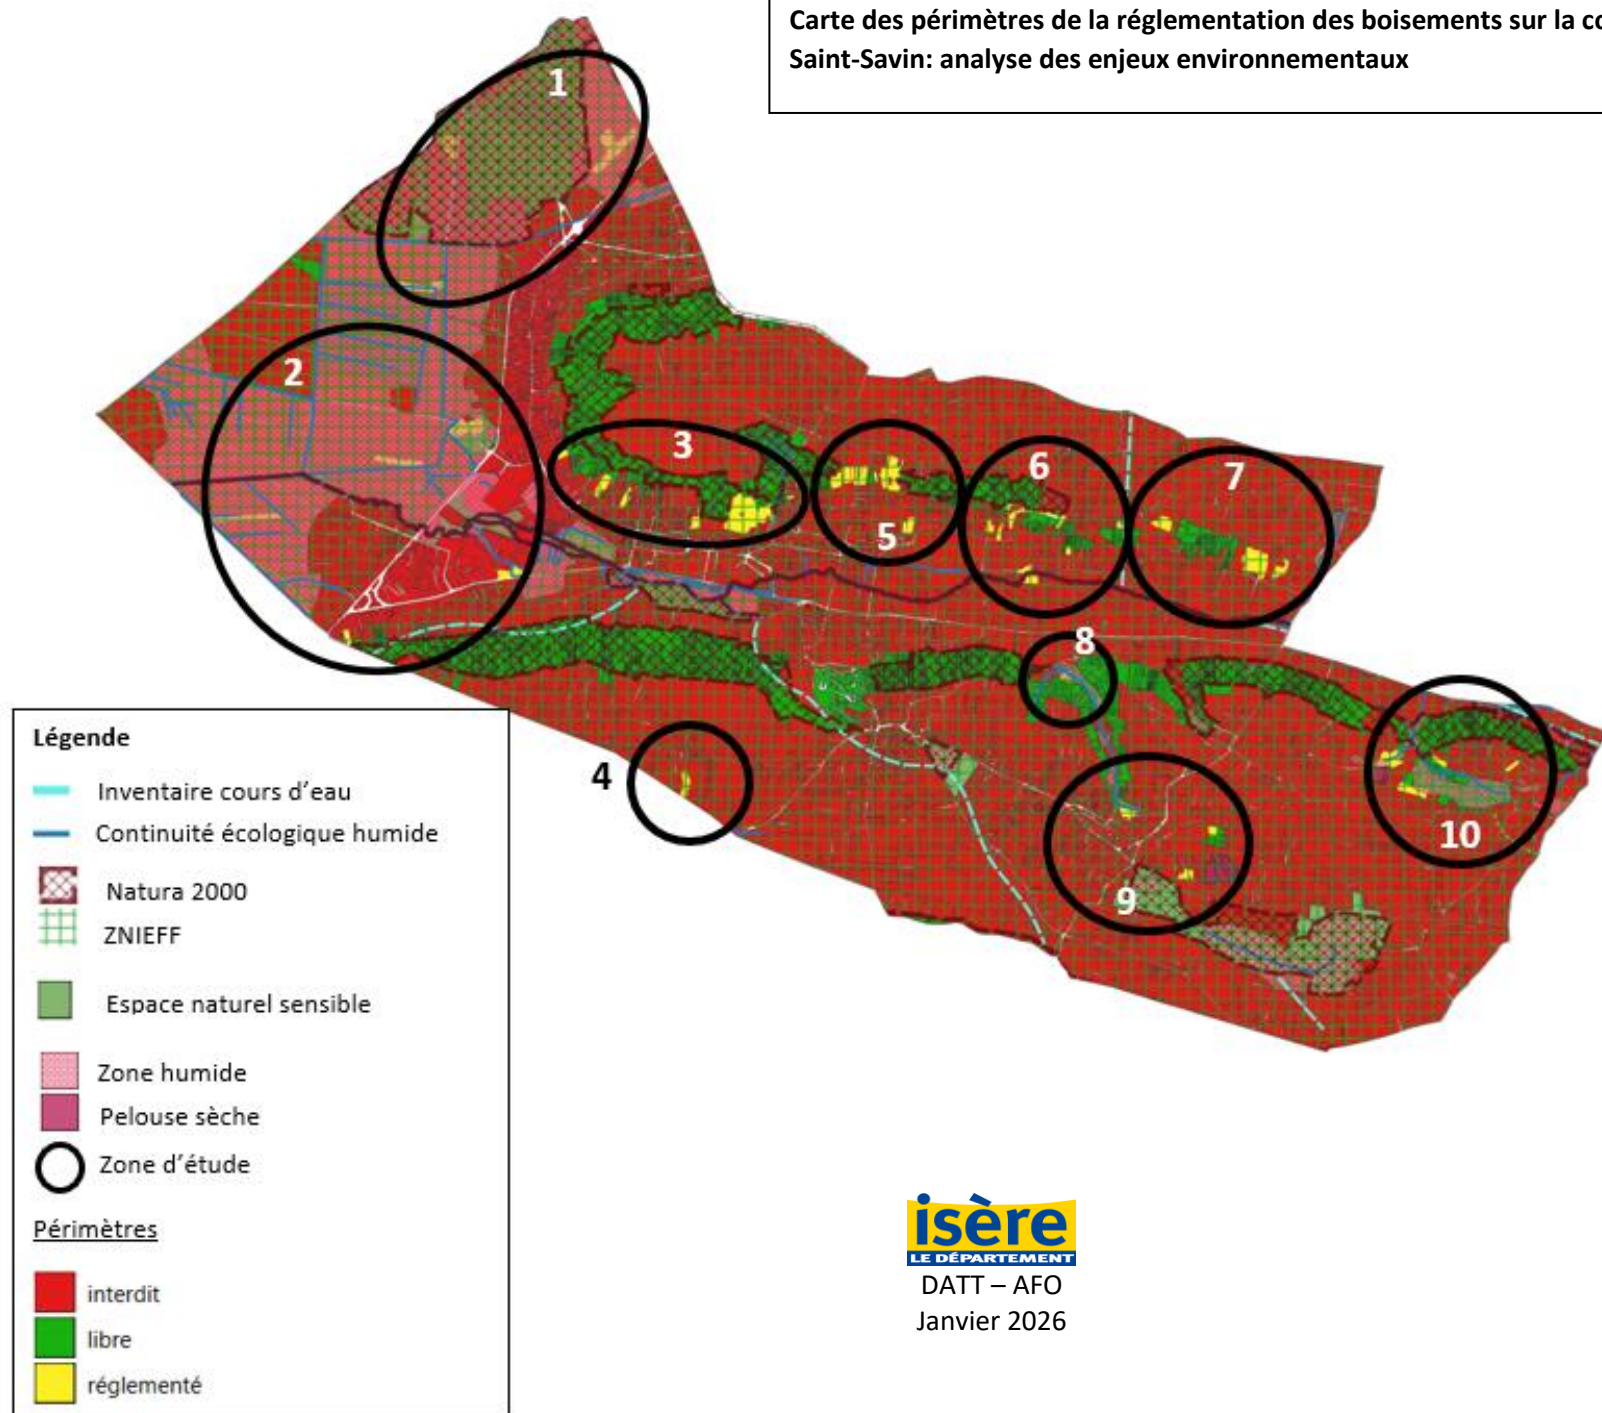 Carte des périmètres de la réglementation des boisements sur la
Saint-Savin: analyse des enjeux environnementaux
1
2
3
4
5
6
7
8
9
10
Légende
Inventaire cours d'eau
Continuité écologique humide
Natura 2000
ZNIEFF
Espace naturel sensible
Zone humide
Pelouse sèche
Zone d'étude
Périmètres
interdit
libre
réglementé
isère
LE DÉPARTEMENT
DATT – AFO
Janvier 2026